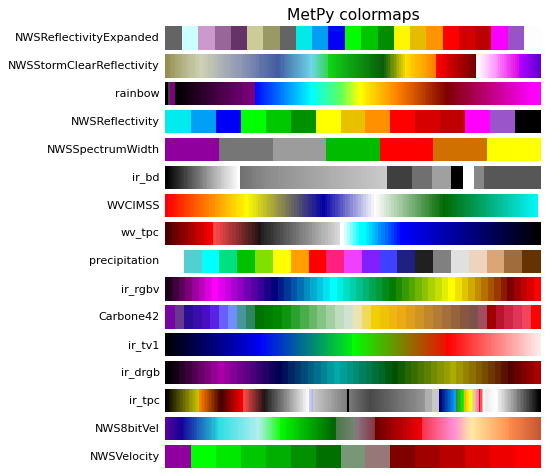 MetPy colormaps
NWSReflectivityExpanded
NWSStormClearReflectivity
rainbow
NWSReflectivity
NWSSpectrumWidth
ir_bd
WVCIMSS
wv_tpc
precipitation
ir_rgbv
Carbone42
ir_tv1
ir_drgb
ir_tpc
NWS8bitVel
NWSVelocity